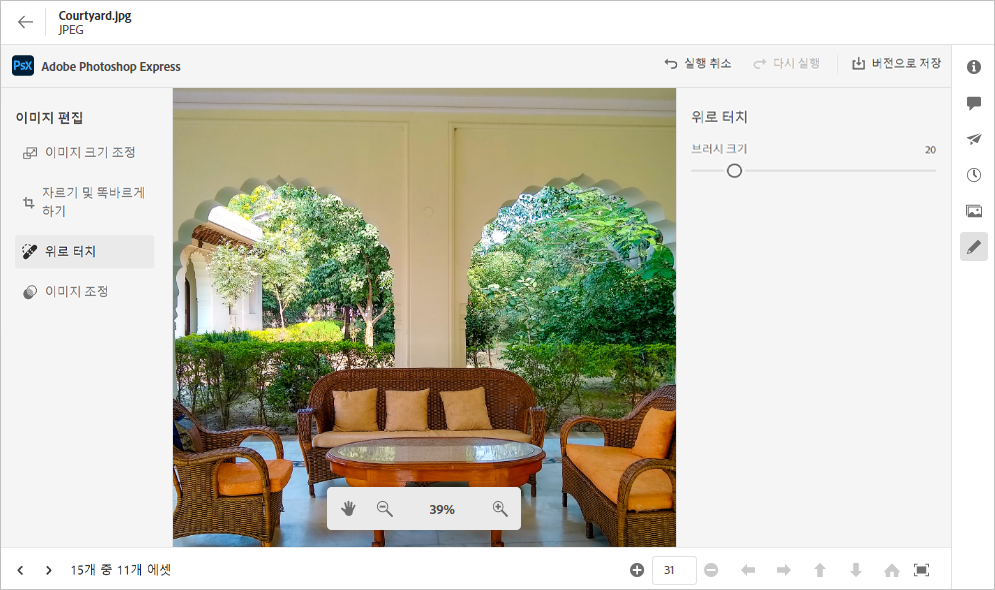 Courtyard.jpg
JPEG
PsX Adobe Photoshop Express
실행 취소
다시 실행
버전으로 저장
이미지 편집
이미지 크기 조정
자르기 및 똑바르게
하기
위로 터치
이미지 조정
위로 터치
브러시 크기
20
39%
15개 중 11개 에셋
31